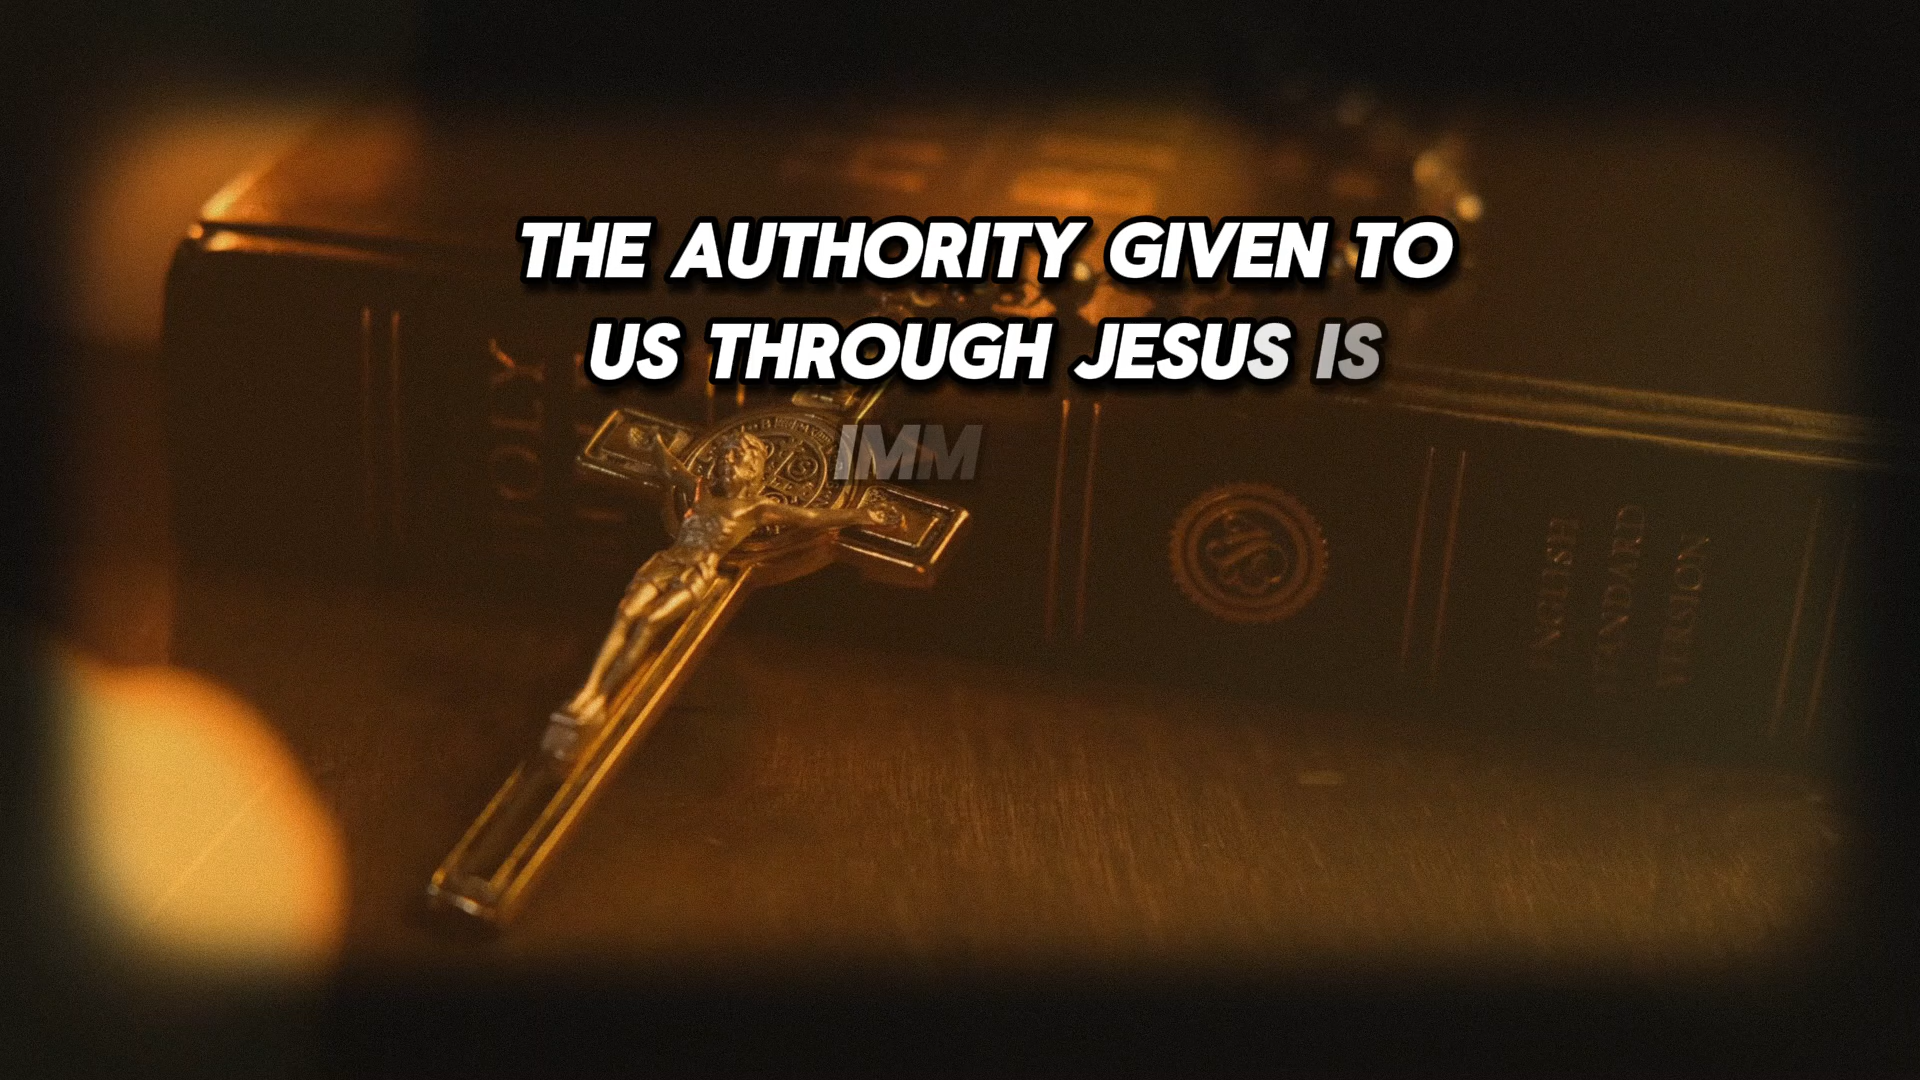 THE AUTHORITY GIVEN TO
US THROUGH JESUS IS
IMM
HOLY
ENGLISH
STANDARD
VERSION